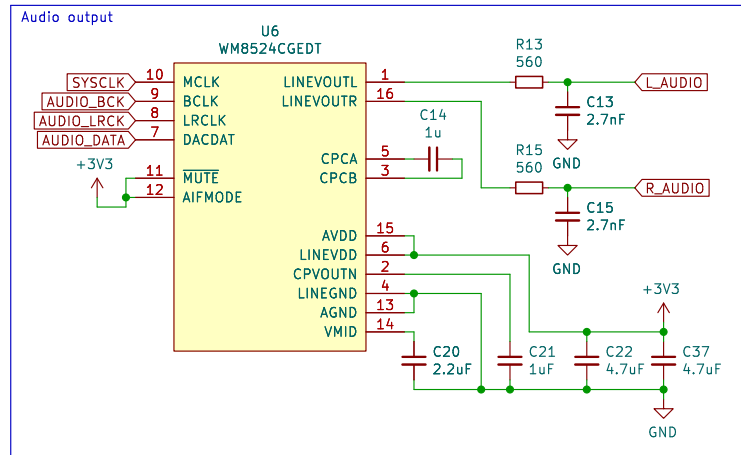 Audio output
U6
WM8524CGEDT
SYSCLK 10 MCLK
AUDIO_BCK 9 BCLK
AUDIO_LRCK 8 LRCLK
AUDIO_DATA 7 DACDAT
+3V3
11 MUTE
12 AIFMODE
LINEVOUTL 1
LINEVOUTR 16
CPCA 5
CPCB 3
AVDD 15
LINEVDD 6
CPVOUTN 2
LINEGND 4
AGND 13
VMID 14
R13
560
L_AUDIO
C13
2.7nF
GND
C14
1u
R15
560
R_AUDIO
C15
2.7nF
GND
+3V3
C20
2.2uF
C21
1uF
C22
4.7uF
C37
4.7uF
GND